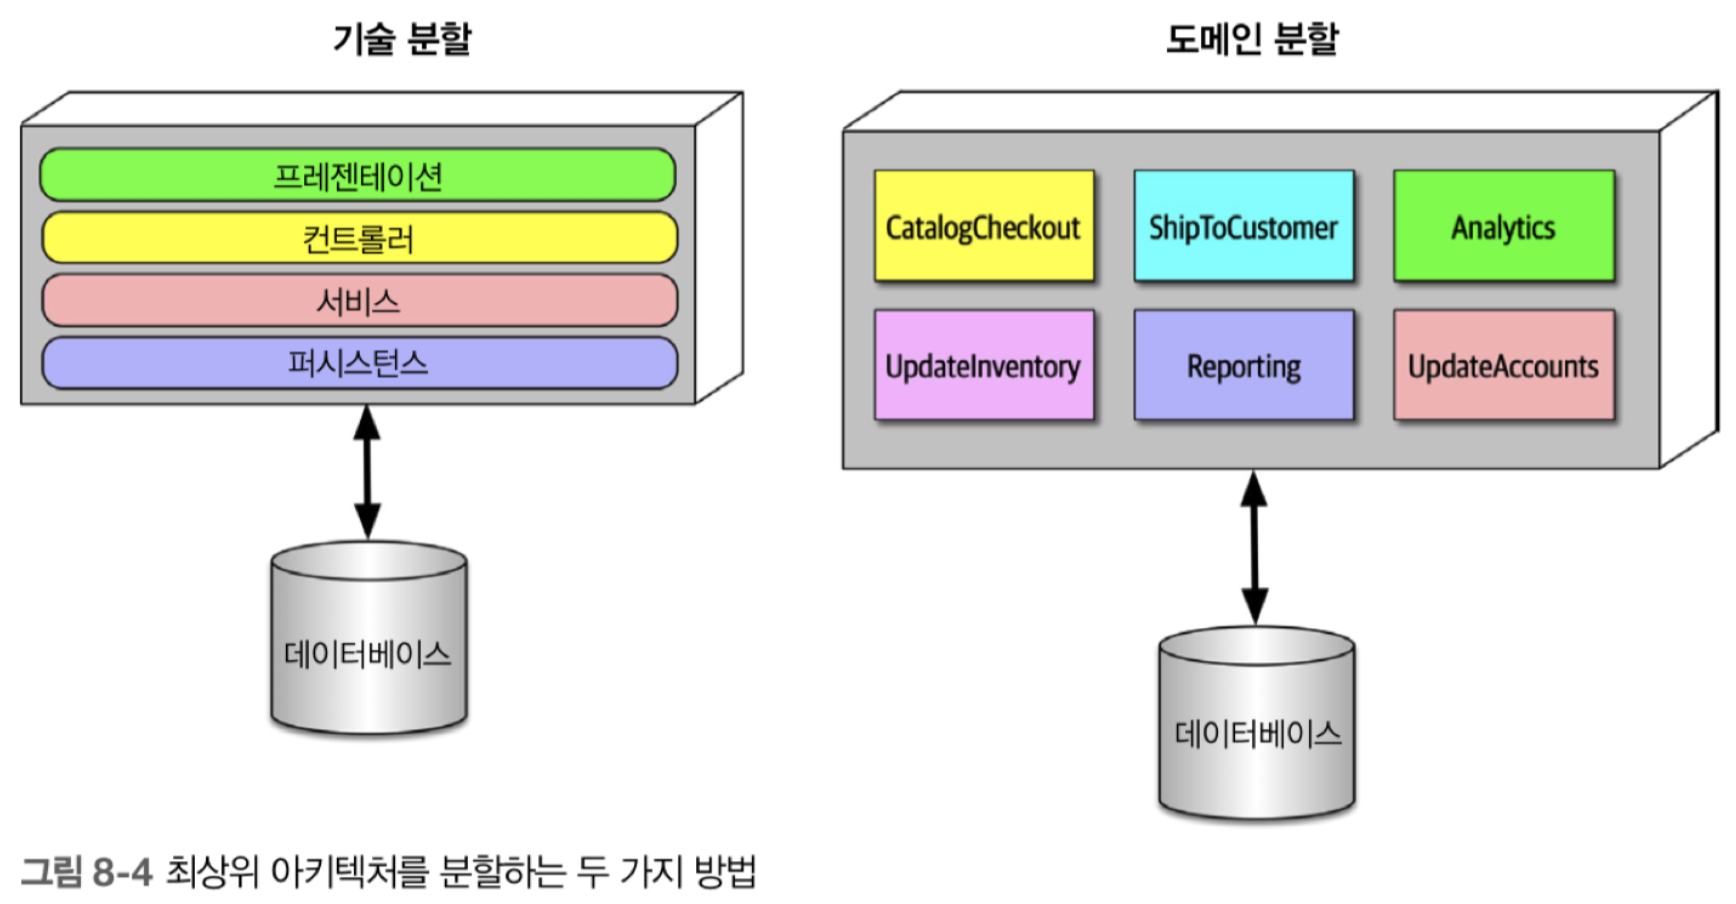 기술 분할
프레젠테이션
컨트롤러
서비스
퍼시스턴스
데이터베이스
도메인 분할
CatalogCheckout
ShipToCustomer
Analytics
UpdateInventory
Reporting
UpdateAccounts
데이터베이스
그림 8-4 최상위 아키텍처를 분할하는 두 가지 방법